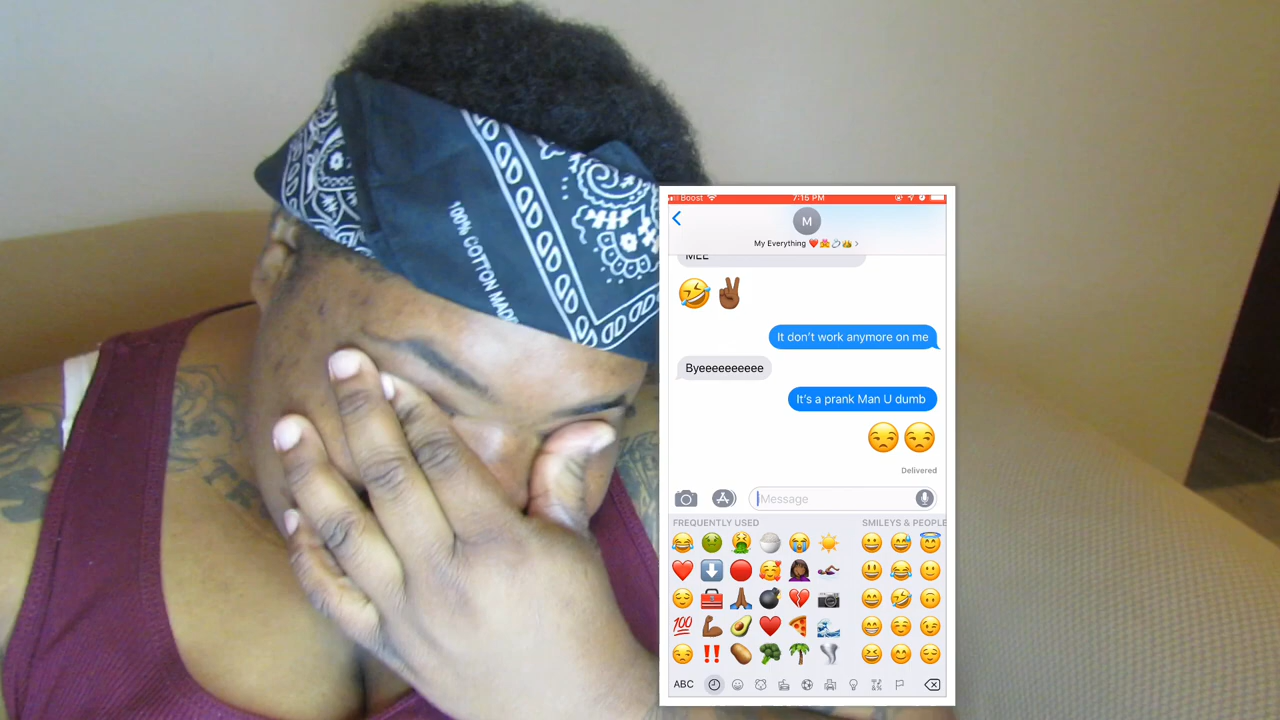 100% COTTON MADE
Boost 7:15 PM
M
My Everything ❤️ 
MEE
🤣✌🏾
It don't work anymore on me
Byeeeeeeeeee
It's a prank Man U dumb
😒😒
Delivered
Message
FREQUENTLY USED SMILEYS & PEOPLE
ABC